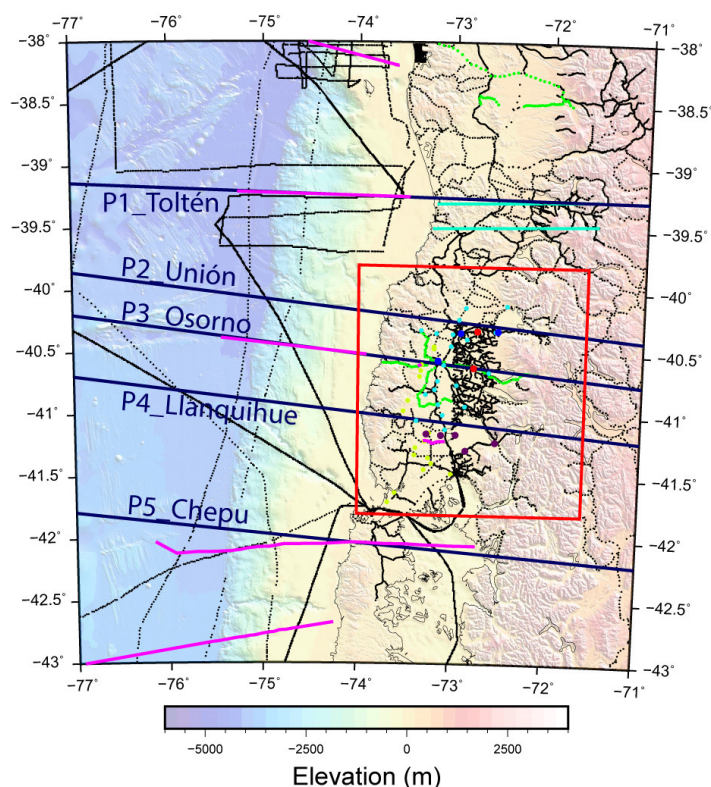 −77° −76° −75° −74° −73° −72° −71°
−38° −38°
−38.5° −38.5°
−39° −39°
P1_Toltén
−39.5° −39.5°
P2_Unión
−40° −40°
P3_Osorno
−40.5° −40.5°
P4_Llanquihue
−41° −41°
−41.5° −41.5°
P5_Chepu
−42° −42°
−42.5° −42.5°
−43° −43°
−77° −76° −75° −74° −73° −72° −71°
−5000 −2500 0 2500
Elevation (m)